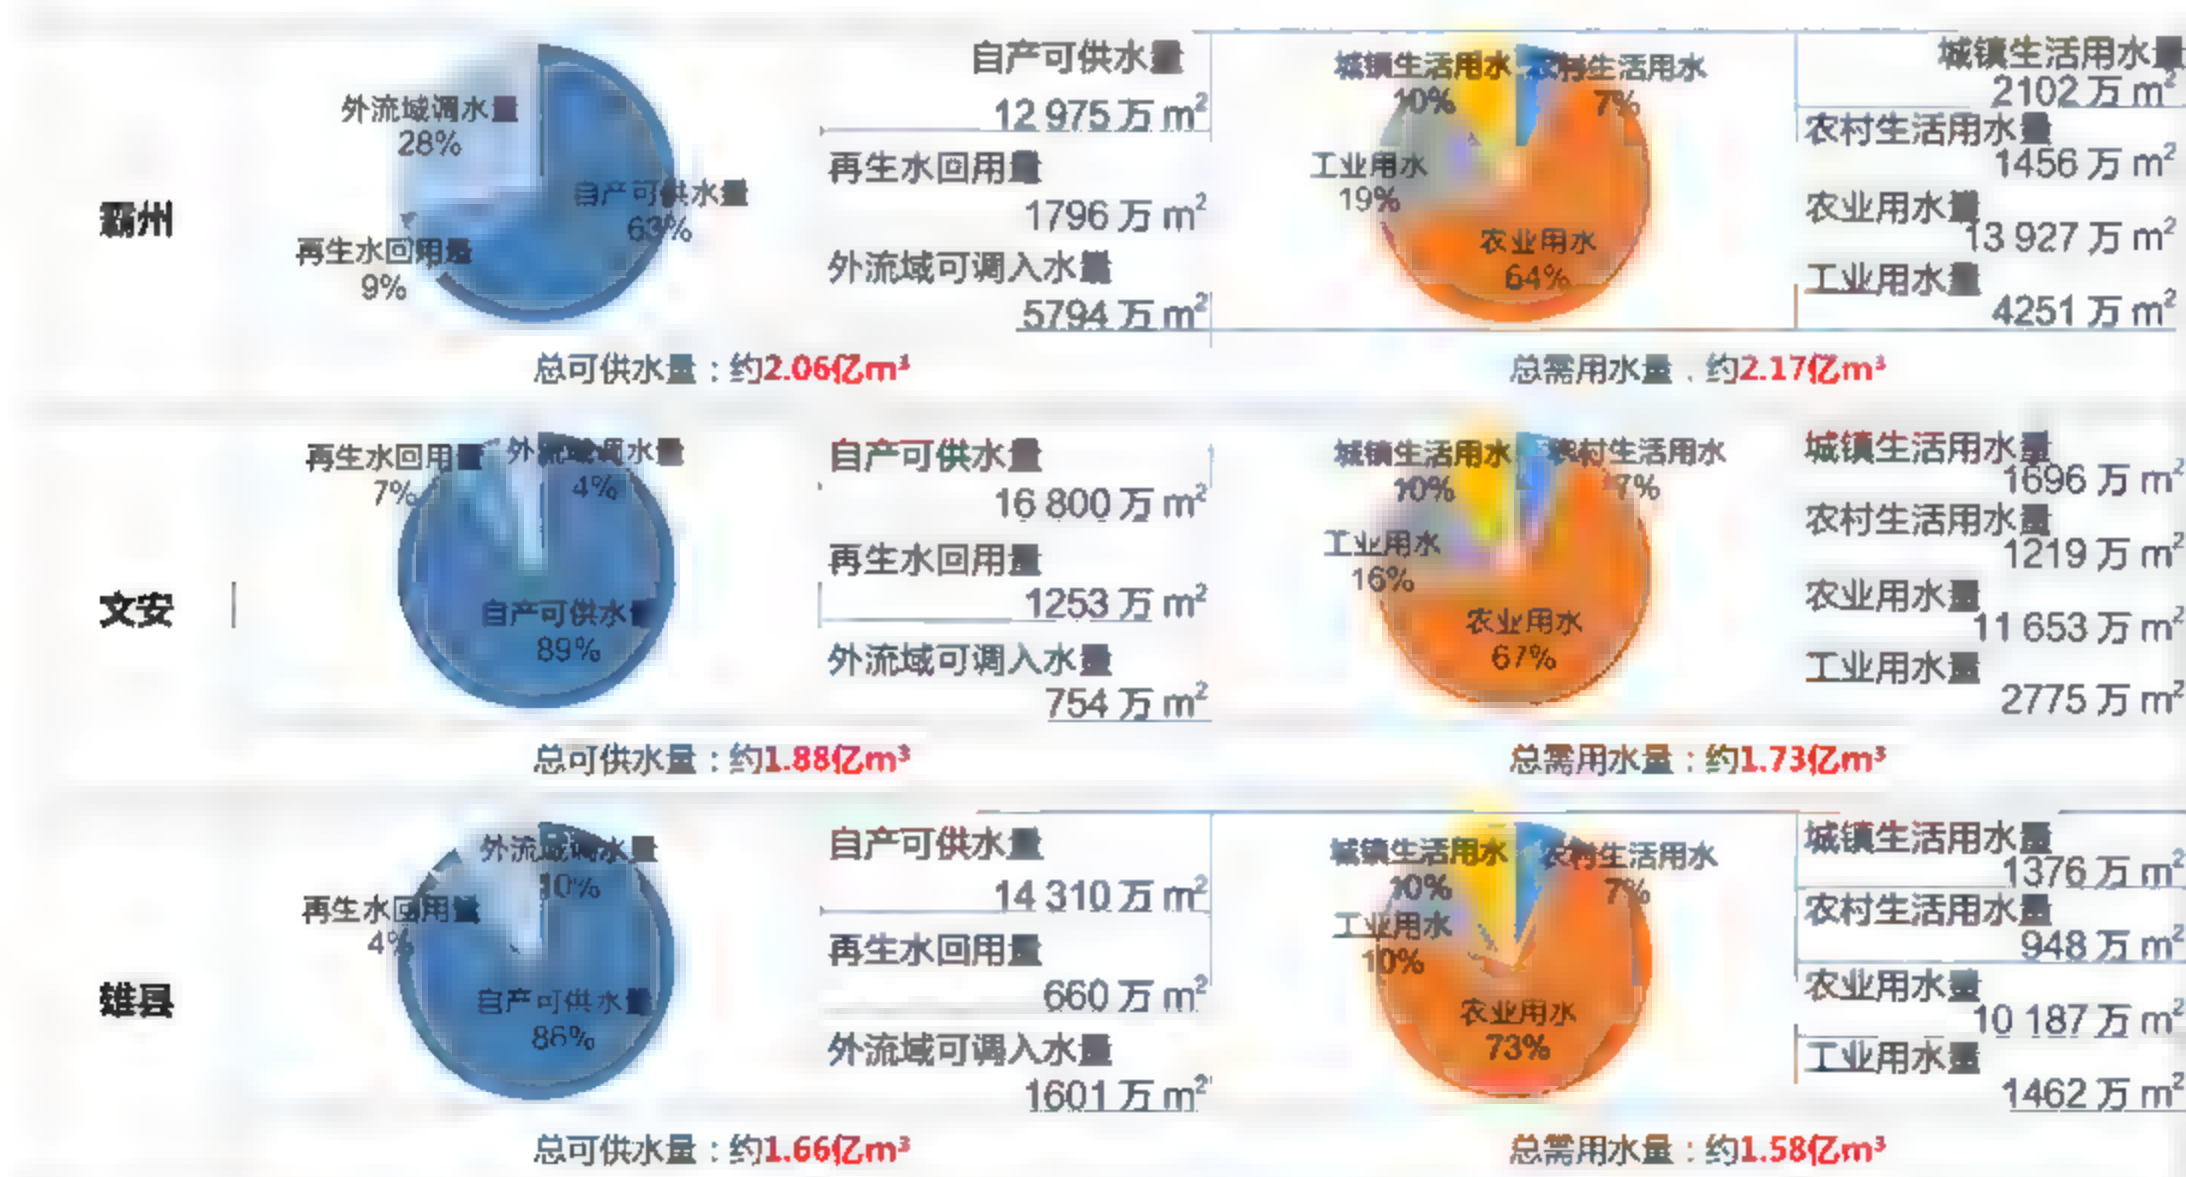 霸州
外流域调水量
28%
自产可供水量
63%
再生水回用量
9%
自产可供水量
12 975 万 m²
再生水回用量
1796 万 m²
外流域可调入水量
5794 万 m²
总可供水量：约2.06亿m³
城镇生活用水
10%
农村生活用水
7%
工业用水
19%
农业用水
64%
城镇生活用水量
2102 万 m²
农村生活用水量
1456 万 m²
农业用水量
13 927 万 m²
工业用水量
4251 万 m²
总需用水量：约2.17亿m³
文安
再生水回用量
7%
外流域调水量
4%
自产可供水量
89%
自产可供水量
16 800 万 m²
再生水回用量
1253 万 m²
外流域可调入水量
754 万 m²
总可供水量：约1.88亿m³
城镇生活用水
10%
农村生活用水
7%
工业用水
16%
农业用水
67%
城镇生活用水量
1696 万 m²
农村生活用水量
1219 万 m²
农业用水量
11 653 万 m²
工业用水量
2775 万 m²
总需用水量：约1.73亿m³
雄县
外流域调水量
10%
再生水回用量
4%
自产可供水量
86%
自产可供水量
14 310 万 m²
再生水回用量
660 万 m²
外流域可调入水量
1601 万 m²
总可供水量：约1.66亿m³
城镇生活用水
10%
农村生活用水
7%
工业用水
10%
农业用水
73%
城镇生活用水量
1376 万 m²
农村生活用水量
948 万 m²
农业用水量
10 187 万 m²
工业用水量
1462 万 m²
总需用水量：约1.58亿m³